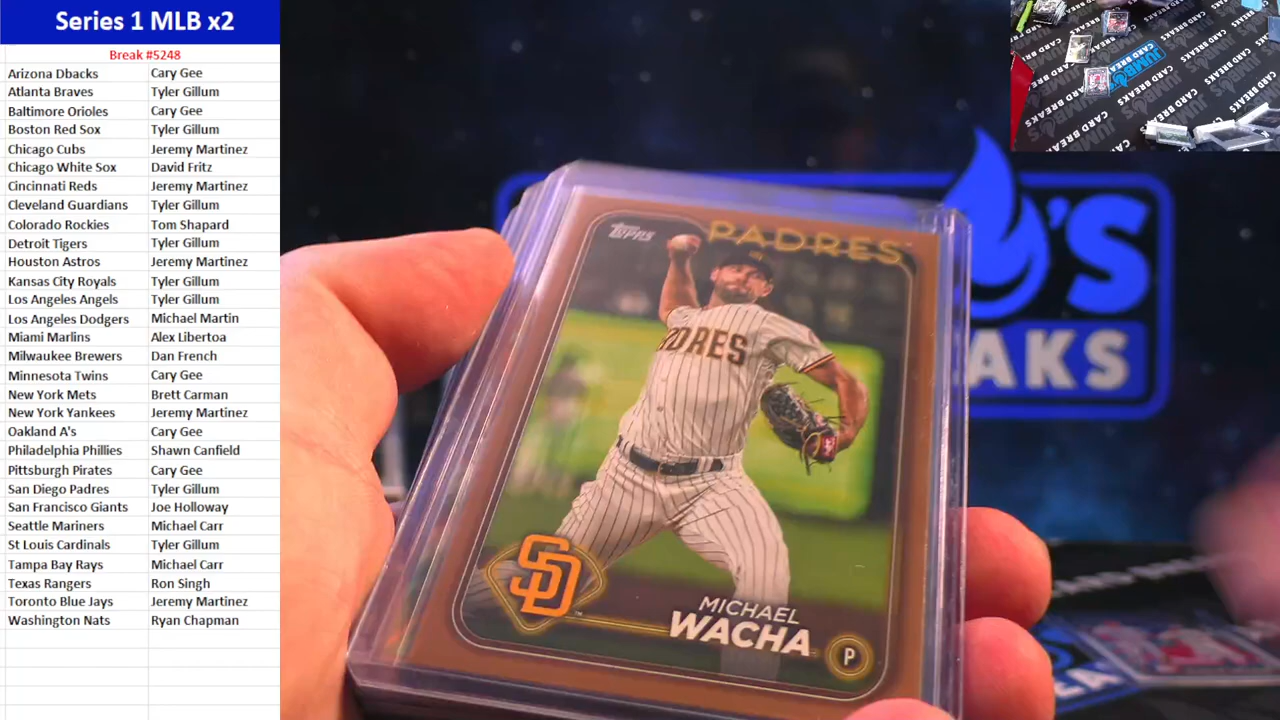 Series 1 MLB x2
Break #5248
Arizona Dbacks Cary Gee
Atlanta Braves Tyler Gillum
Baltimore Orioles Cary Gee
Boston Red Sox Tyler Gillum
Chicago Cubs Jeremy Martinez
Chicago White Sox David Fritz
Cincinnati Reds Jeremy Martinez
Cleveland Guardians Tyler Gillum
Colorado Rockies Tom Shapard
Detroit Tigers Tyler Gillum
Houston Astros Jeremy Martinez
Kansas City Royals Tyler Gillum
Los Angeles Angels Tyler Gillum
Los Angeles Dodgers Michael Martin
Miami Marlins Alex Libertoa
Milwaukee Brewers Dan French
Minnesota Twins Cary Gee
New York Mets Brett Carman
New York Yankees Jeremy Martinez
Oakland A's Cary Gee
Philadelphia Phillies Shawn Canfield
Pittsburgh Pirates Cary Gee
San Diego Padres Tyler Gillum
San Francisco Giants Joe Holloway
Seattle Mariners Michael Carr
St Louis Cardinals Tyler Gillum
Tampa Bay Rays Michael Carr
Texas Rangers Ron Singh
Toronto Blue Jays Jeremy Martinez
Washington Nats Ryan Chapman
TOPPS
PADRES
PADRES
SD
MICHAEL
WACHA
P
O'S
EAKS
JUMBO'S
CARD BREAKS